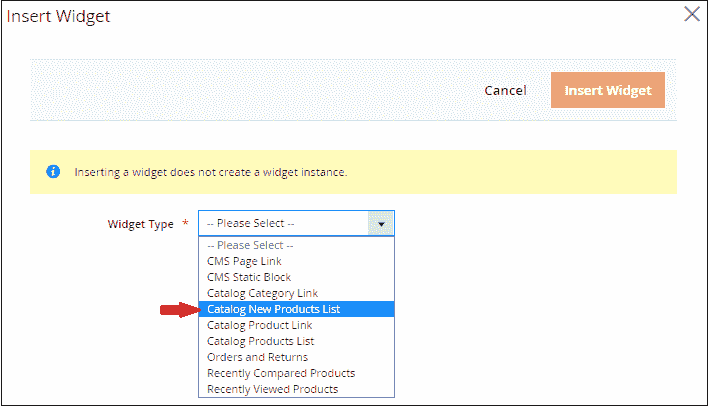 Insert Widget
Cancel
Insert Widget
Inserting a widget does not create a widget instance.
Widget Type *
-- Please Select --
-- Please Select --
CMS Page Link
CMS Static Block
Catalog Category Link
Catalog New Products List
Catalog Product Link
Catalog Products List
Orders and Returns
Recently Compared Products
Recently Viewed Products